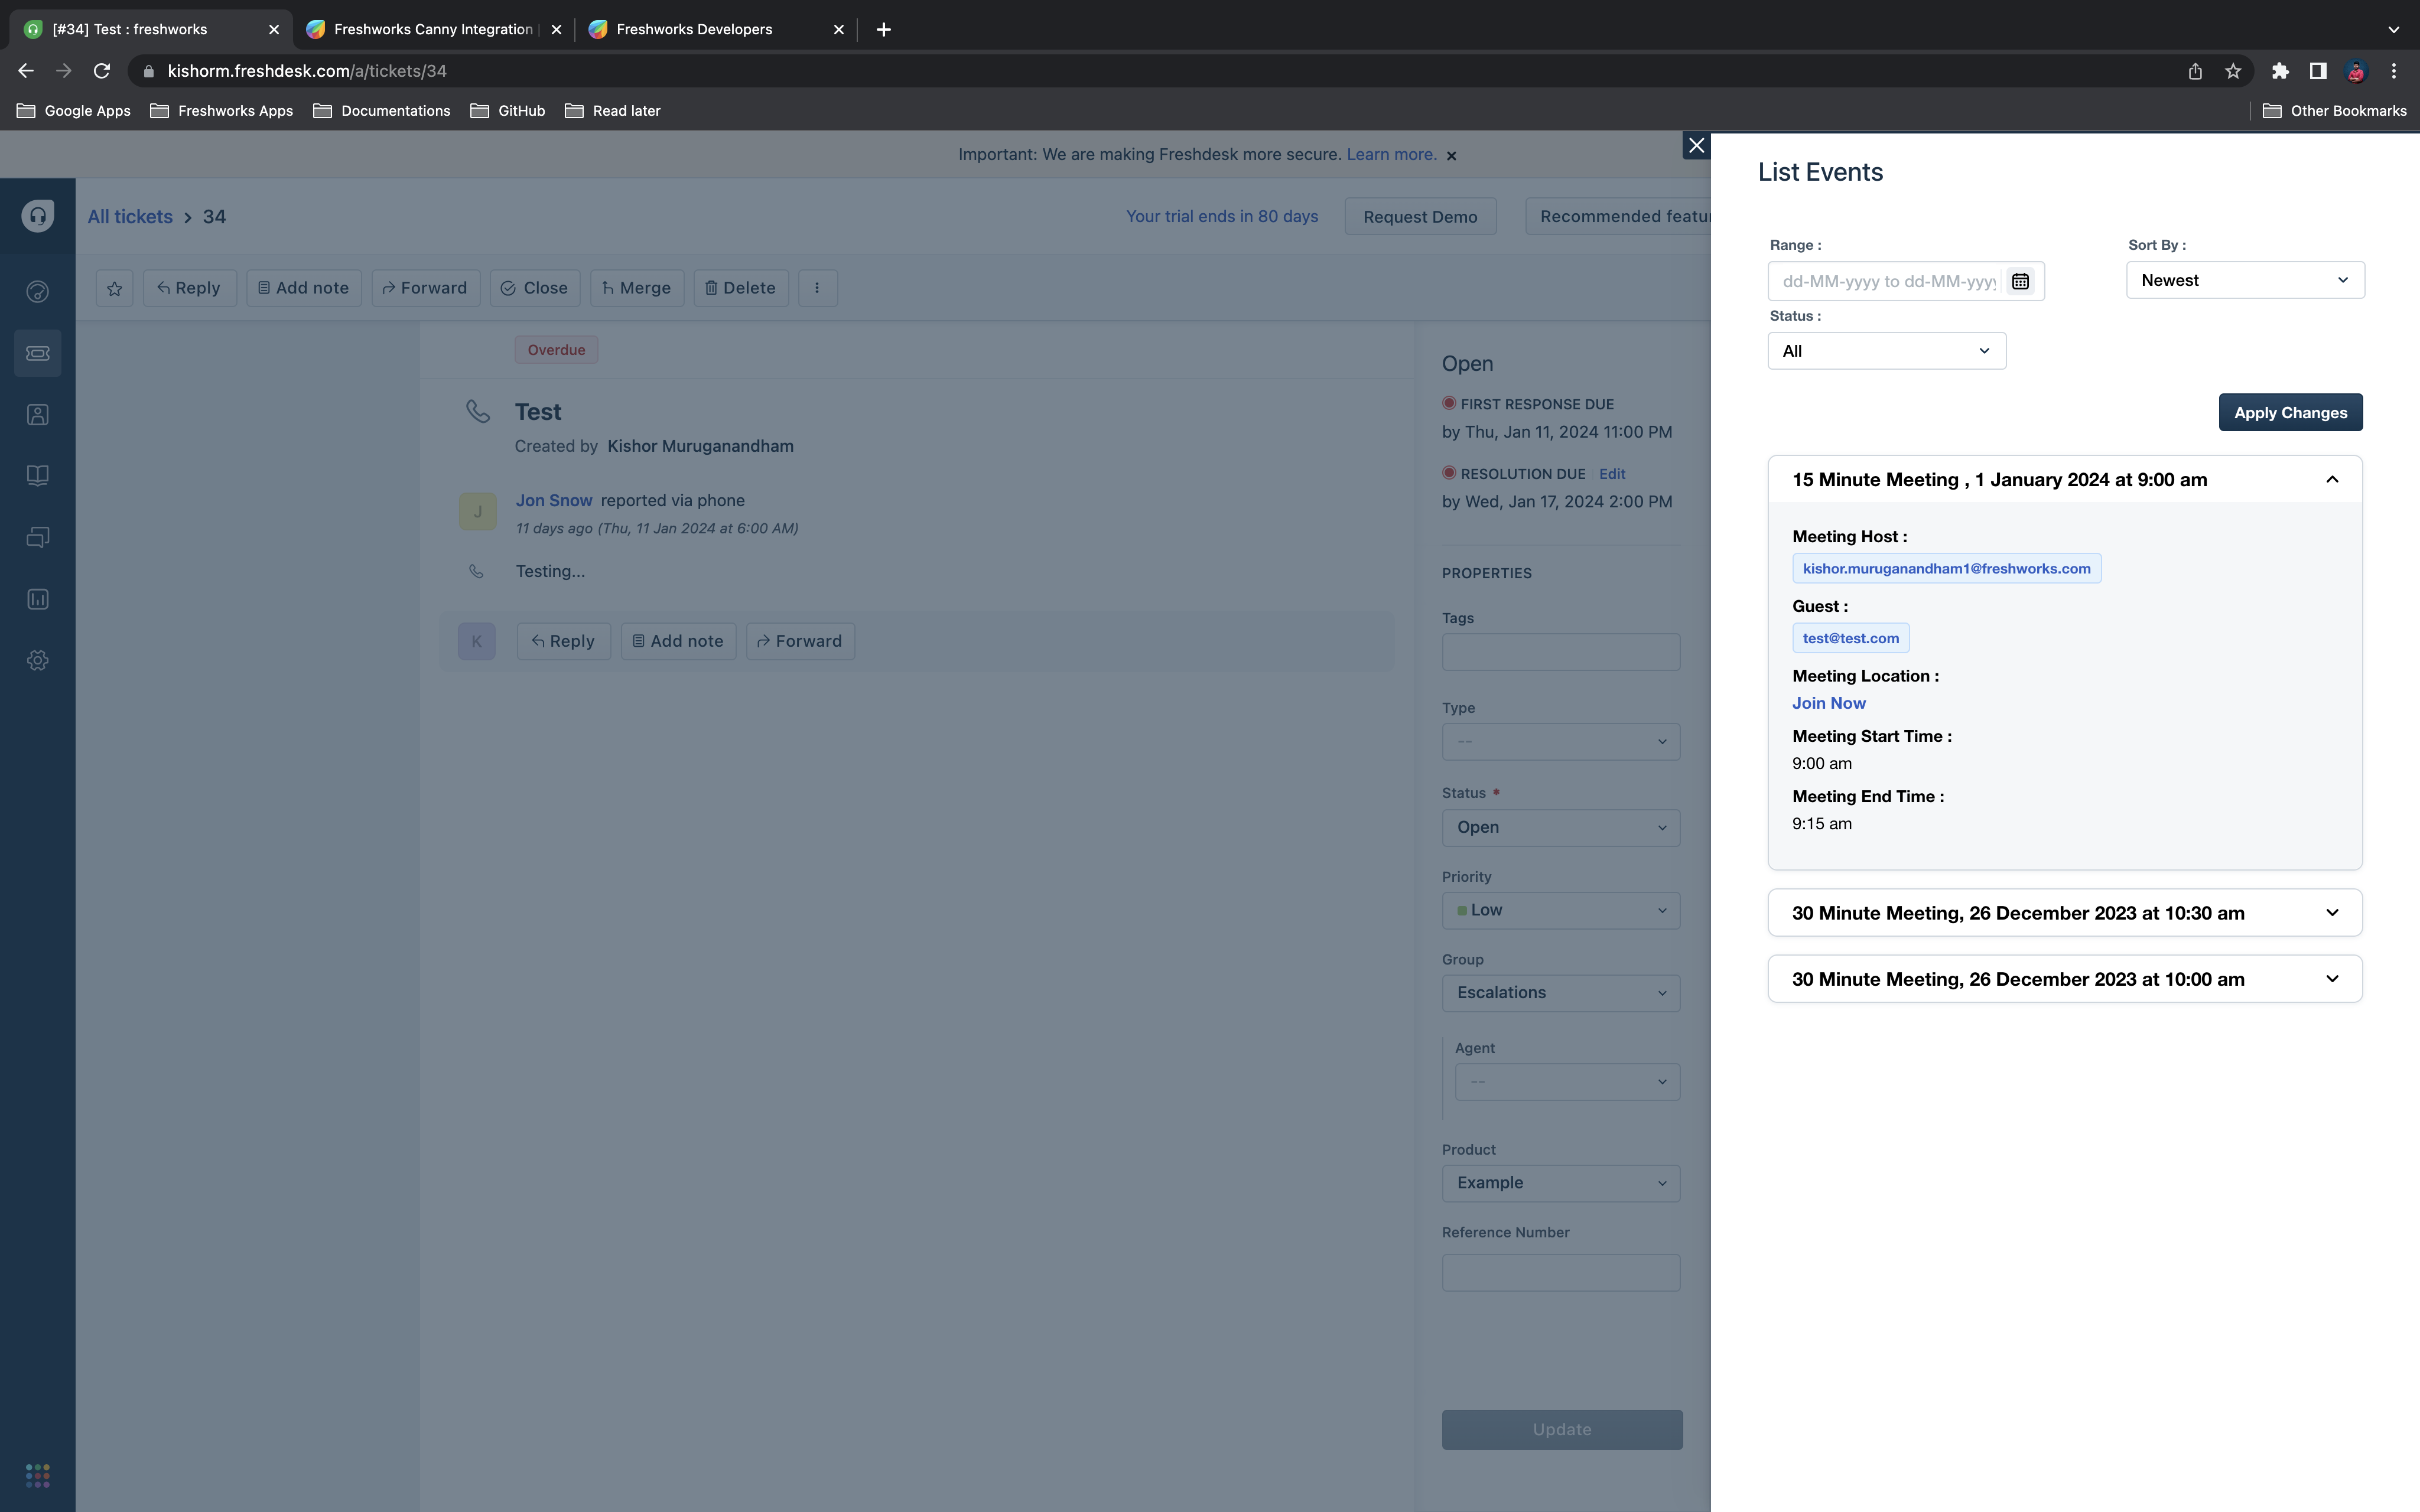 [#34] Test : freshworks
Freshworks Canny Integration
Freshworks Developers
kishorm.freshdesk.com/a/tickets/34
Google Apps
Freshworks Apps
Documentations
GitHub
Read later
Other Bookmarks
Important: We are making Freshdesk more secure. Learn more.
All tickets > 34
Your trial ends in 80 days
Request Demo
Recommended featu
Reply
Add note
Forward
Close
Merge
Delete
Overdue
Test
Created by Kishor Muruganandham
J
Jon Snow reported via phone
11 days ago (Thu, 11 Jan 2024 at 6:00 AM)
Testing...
K
Reply
Add note
Forward
Open
FIRST RESPONSE DUE
by Thu, Jan 11, 2024 11:00 PM
RESOLUTION DUE Edit
by Wed, Jan 17, 2024 2:00 PM
PROPERTIES
Tags
Type
--
Status *
Open
Priority
Low
Group
Escalations
Agent
--
Product
Example
Reference Number
Update
List Events
Range :
dd-MM-yyyy to dd-MM-yyyy
Sort By :
Newest
Status :
All
Apply Changes
15 Minute Meeting , 1 January 2024 at 9:00 am
Meeting Host :
kishor.muruganandham1@freshworks.com
Guest :
test@test.com
Meeting Location :
Join Now
Meeting Start Time :
9:00 am
Meeting End Time :
9:15 am
30 Minute Meeting, 26 December 2023 at 10:30 am
30 Minute Meeting, 26 December 2023 at 10:00 am